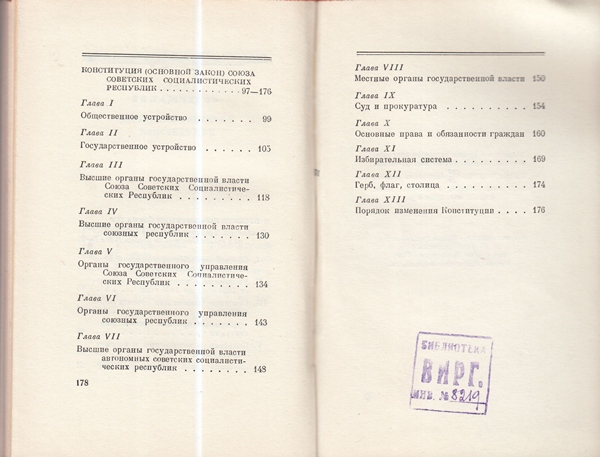 КОНСТИТУЦИЯ (ОСНОВНОЙ ЗАКОН) СОЮЗА
СОВЕТСКИХ СОЦИАЛИСТИЧЕСКИХ
РЕСПУБЛИК . . . . . . . . . . . . 97—176
Глава I
Общественное устройство . . . . . . . 99
Глава II
Государственное устройство . . . . . . 105
Глава III
Высшие органы государственной власти
Союза Советских Социалистиче-
ских Республик . . . . . . . . 118
Глава IV
Высшие органы государственной власти
союзных республик . . . . . . . 130
Глава V
Органы государственного управления
Союза Советских Социалистиче-
ских Республик . . . . . . . . 134
Глава VI
Органы государственного управления
союзных республик . . . . . . . 143
Глава VII
Высшие органы государственной власти
автономных советских социалисти-
ческих республик . . . . . . . . 148
178
Глава VIII
Местные органы государственной власти 150
Глава IX
Суд и прокуратура . . . . . . . . . . 154
Глава X
Основные права и обязанности граждан 160
Глава XI
Избирательная система . . . . . . . . 169
Глава XII
Герб, флаг, столица . . . . . . . . . 174
Глава XIII
Порядок изменения Конституции . . . . 176
БИБЛИОТЕКА
ВИРГ.
ИНВ. № 8219